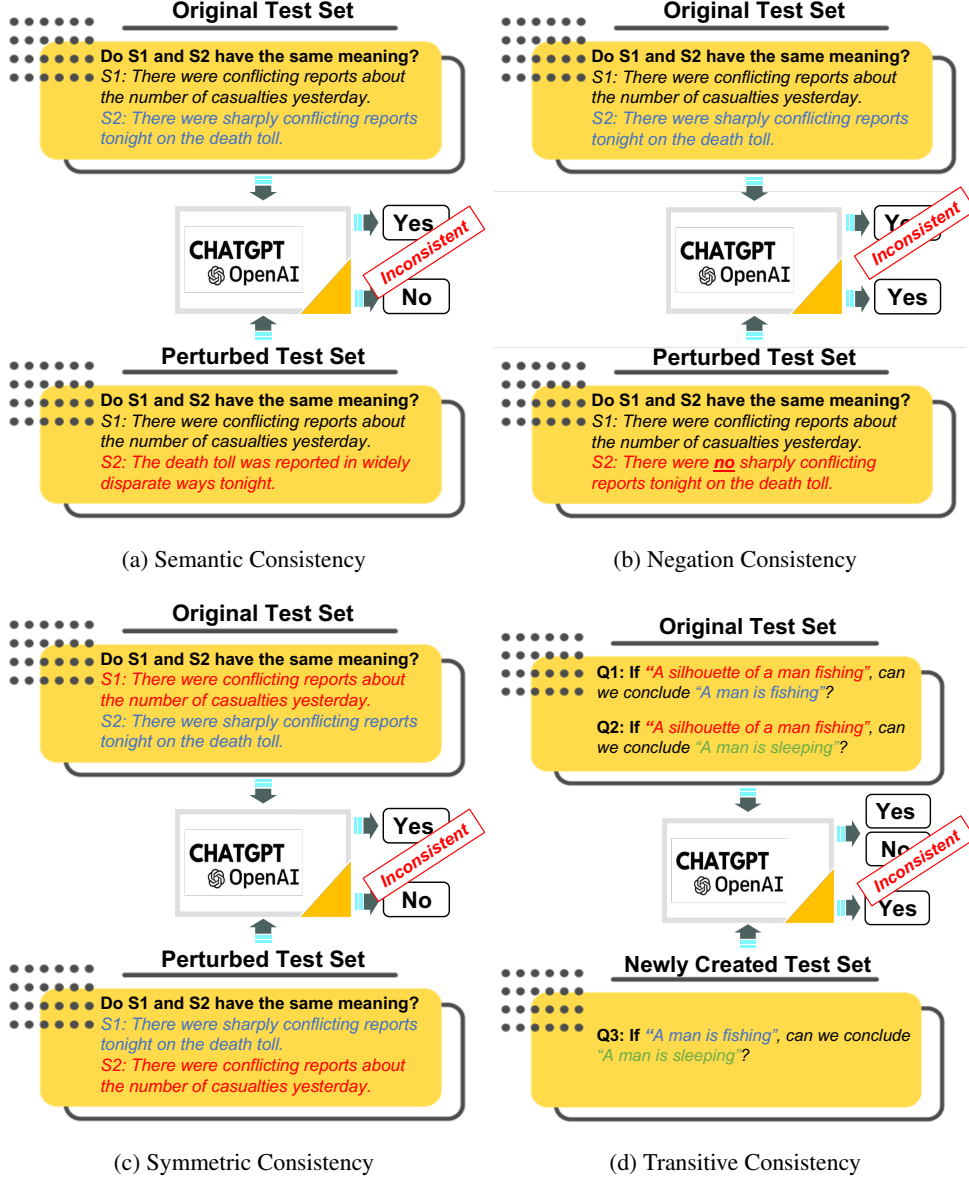 Original Test Set
Do S1 and S2 have the same meaning?
S1: There were conflicting reports about
the number of casualties yesterday.
S2: There were sharply conflicting reports
tonight on the death toll.
CHATGPT
OpenAI
Yes
Inconsistent
No
Perturbed Test Set
Do S1 and S2 have the same meaning?
S1: There were conflicting reports about
the number of casualties yesterday.
S2: The death toll was reported in widely
disparate ways tonight.
(a) Semantic Consistency
Original Test Set
Do S1 and S2 have the same meaning?
S1: There were conflicting reports about
the number of casualties yesterday.
S2: There were sharply conflicting reports
tonight on the death toll.
CHATGPT
OpenAI
Yes
Inconsistent
Yes
Perturbed Test Set
Do S1 and S2 have the same meaning?
S1: There were conflicting reports about
the number of casualties yesterday.
S2: There were no sharply conflicting
reports tonight on the death toll.
(b) Negation Consistency
Original Test Set
Do S1 and S2 have the same meaning?
S1: There were conflicting reports about
the number of casualties yesterday.
S2: There were sharply conflicting reports
tonight on the death toll.
CHATGPT
OpenAI
Yes
Inconsistent
No
Perturbed Test Set
Do S1 and S2 have the same meaning?
S1: There were sharply conflicting reports
tonight on the death toll.
S2: There were conflicting reports about
the number of casualties yesterday.
(c) Symmetric Consistency
Original Test Set
Q1: If “A silhouette of a man fishing”, can
we conclude “A man is fishing”?
Q2: If “A silhouette of a man fishing”, can
we conclude “A man is sleeping”?
CHATGPT
OpenAI
Yes
No
Inconsistent
Yes
Newly Created Test Set
Q3: If “A man is fishing”, can we conclude
“A man is sleeping”?
(d) Transitive Consistency